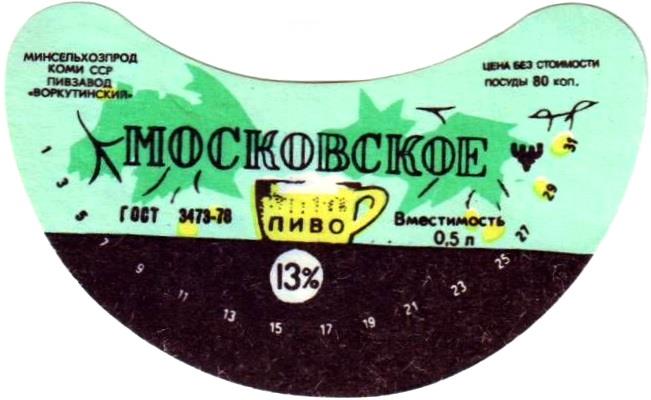 МИНСЕЛЬХОЗПРОД
КОМИ ССР
ПИВЗАВОД
«ВОРКУТИНСКИЙ»
ЦЕНА БЕЗ СТОИМОСТИ
ПОСУДЫ 80 КОП.
МОСКОВСКОЕ
ГОСТ 3473-78
ПИВО
Вместимость
0,5 л
13%
1 3 5 7 9 11 13 15 17 19 21 23 25 27 29 31